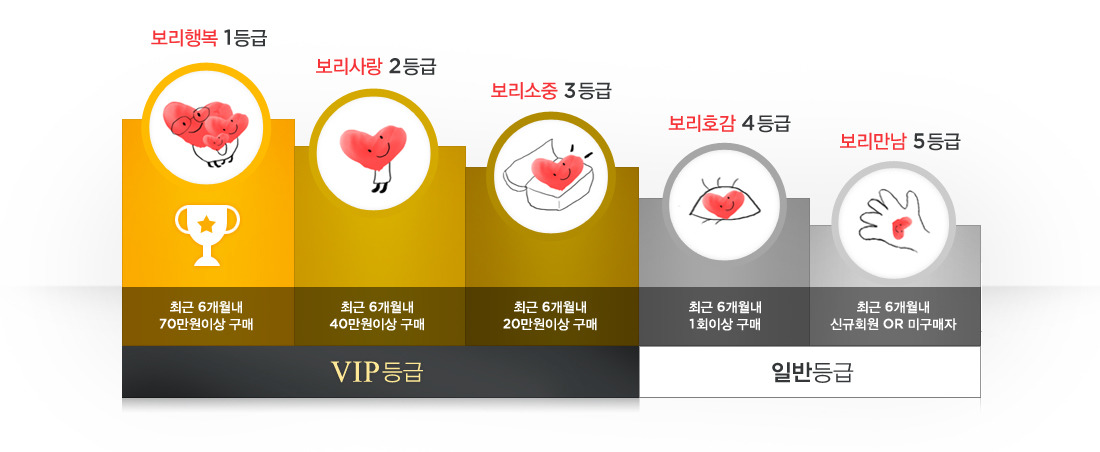 보리행복 1등급
보리사랑 2등급
보리소중 3등급
보리호감 4등급
보리만남 5등급
최근 6개월내
70만원이상 구매
최근 6개월내
40만원이상 구매
최근 6개월내
20만원이상 구매
최근 6개월내
1회이상 구매
최근 6개월내
신규회원 OR 미구매자
VIP등급
일반등급